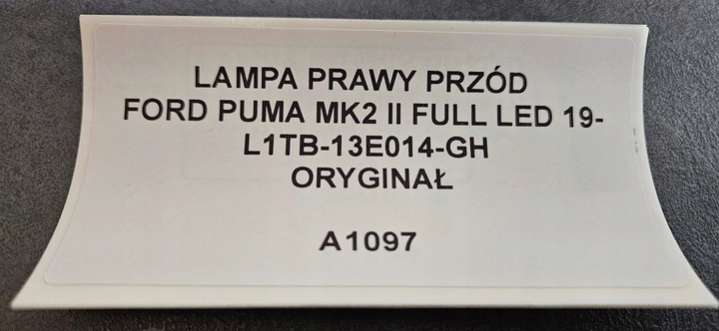 LAMPA PRAWY PRZÓD
FORD PUMA MK2 II FULL LED 19-
L1TB-13E014-GH
ORYGINAŁ
A1097